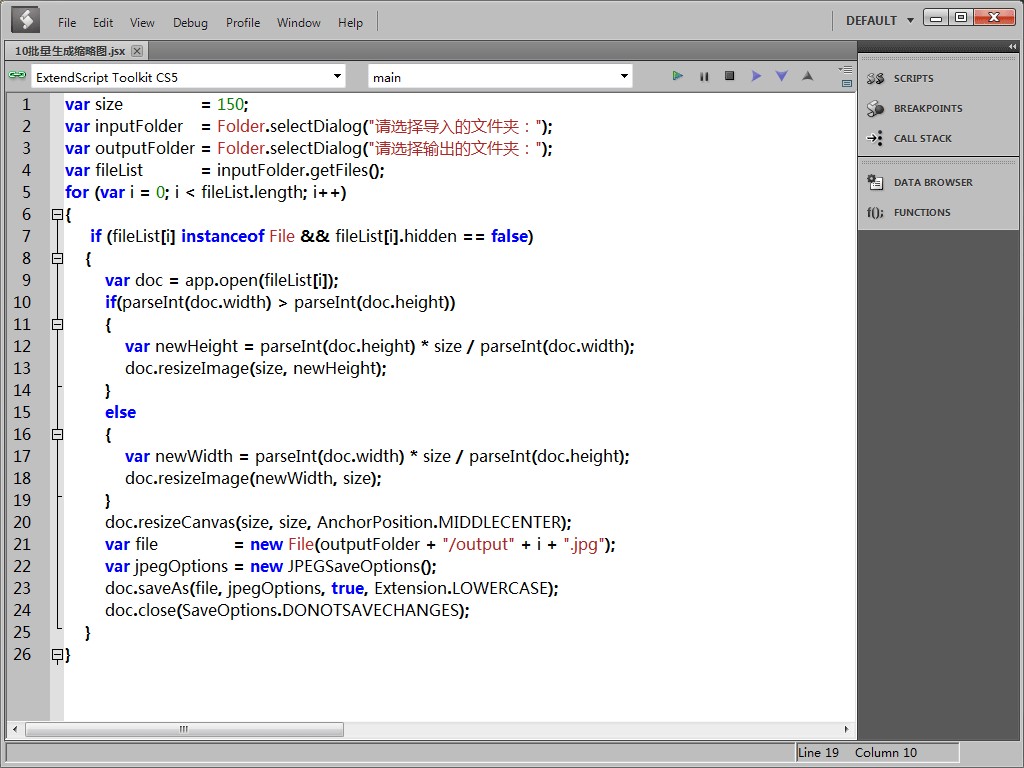 File Edit View Debug Profile Window Help DEFAULT
10批量生成缩略图.jsx
ExtendScript Toolkit CS5 main
1 var size = 150;
2 var inputFolder = Folder.selectDialog("请选择导入的文件夹：");
3 var outputFolder = Folder.selectDialog("请选择输出的文件夹：");
4 var fileList = inputFolder.getFiles();
5 for (var i = 0; i < fileList.length; i++)
6 {
7 if (fileList[i] instanceof File && fileList[i].hidden == false)
8 {
9 var doc = app.open(fileList[i]);
10 if(parseInt(doc.width) > parseInt(doc.height))
11 {
12 var newHeight = parseInt(doc.height) * size / parseInt(doc.width);
13 doc.resizeImage(size, newHeight);
14 }
15 else
16 {
17 var newWidth = parseInt(doc.width) * size / parseInt(doc.height);
18 doc.resizeImage(newWidth, size);
19 }
20 doc.resizeCanvas(size, size, AnchorPosition.MIDDLECENTER);
21 var file = new File(outputFolder + "/output" + i + ".jpg");
22 var jpegOptions = new JPEGSaveOptions();
23 doc.saveAs(file, jpegOptions, true, Extension.LOWERCASE);
24 doc.close(SaveOptions.DONOTSAVECHANGES);
25 }
26 }
SCRIPTS
BREAKPOINTS
CALL STACK
DATA BROWSER
f(); FUNCTIONS
Line 19 Column 10